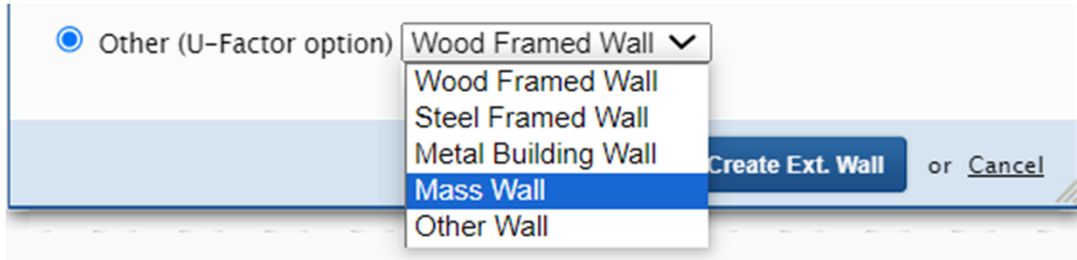 Other (U-Factor option) Wood Framed Wall
Wood Framed Wall
Steel Framed Wall
Metal Building Wall
Mass Wall
Other Wall
Create Ext. Wall or Cancel